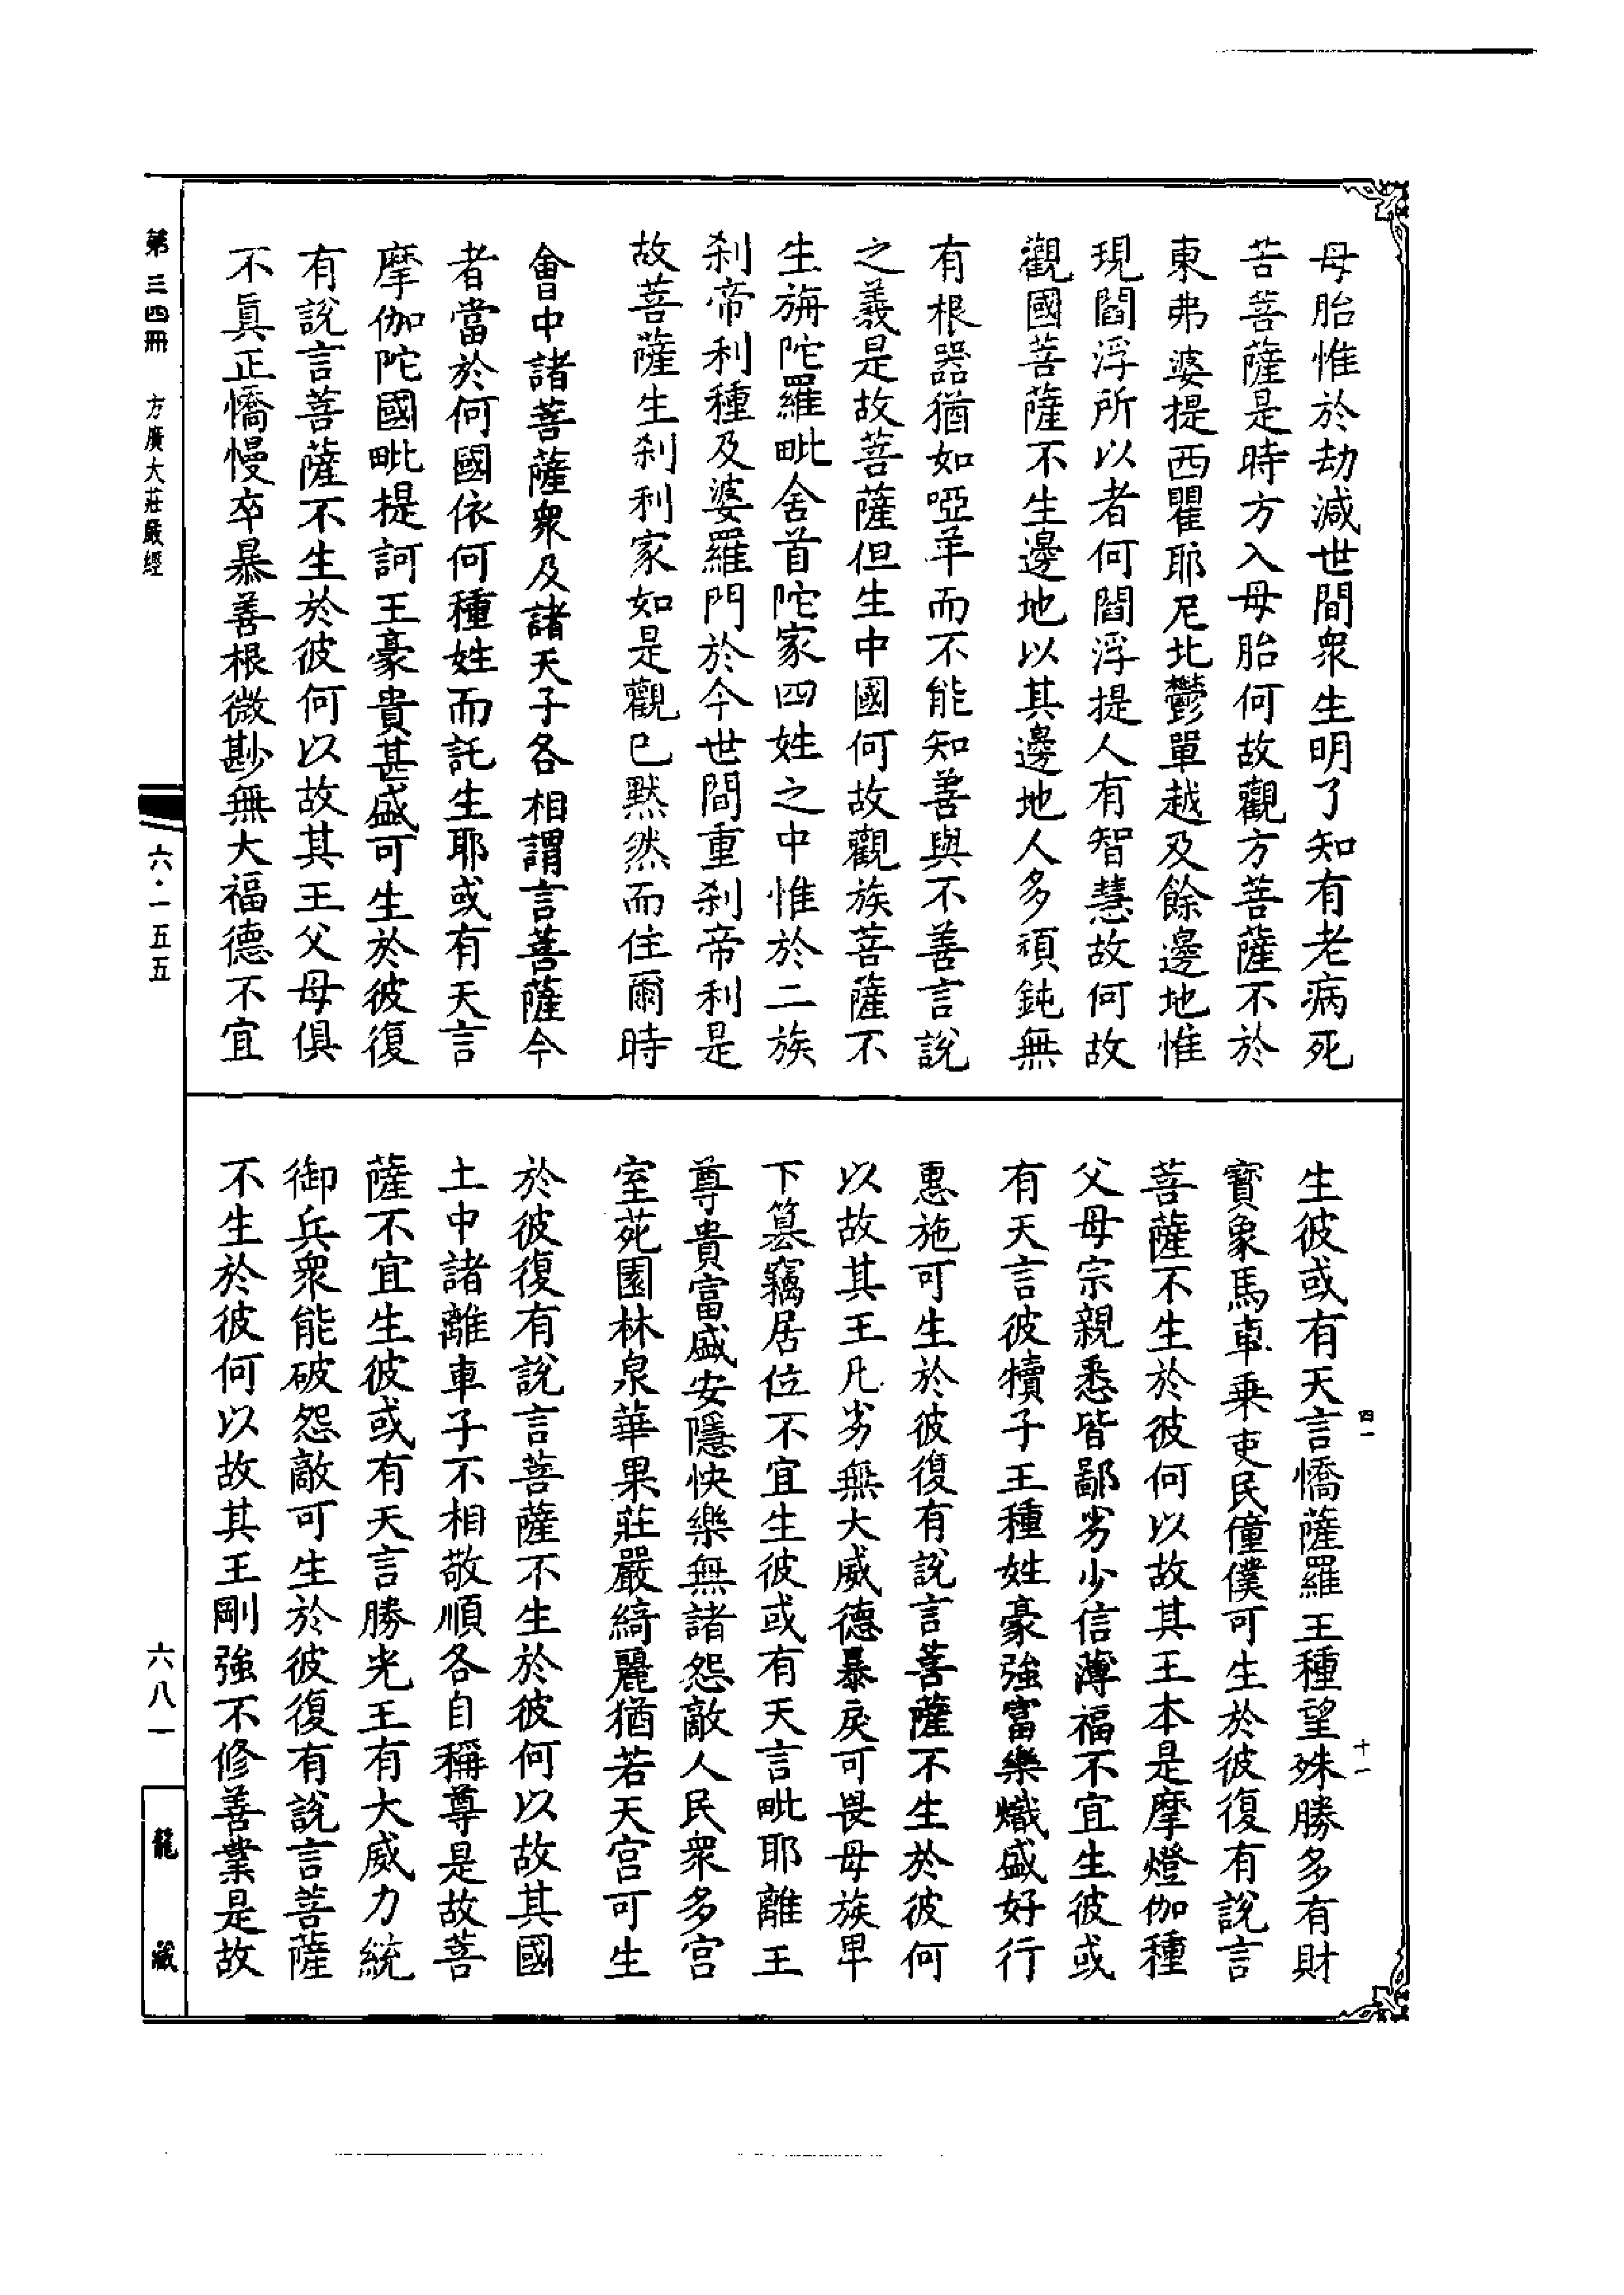 母胎惟於劫減世間衆生明了知有老病死
苦菩薩是時方入母胎何故觀方菩薩不於
東弗婆提西瞿耶尼北鬱單越及餘邊地惟
現閻浮所以者何閻浮提人有智慧故何故
觀國菩薩不生邊地以其邊地人多頑鈍無
有根器猶如啞羊而不能知善與不善言說
之義是故菩薩但生中國何故觀族菩薩不
生旃陀羅毗舍首陀家四姓之中惟於二族
刹帝利種及婆羅門於今世間重刹帝利是
故菩薩生刹利家如是觀已默然而住爾時
會中諸菩薩衆及諸天子各相謂言菩薩今
者當於何國依何種姓而託生耶或有天言
摩伽陀國毗提訶王豪貴甚盛可生於彼復
有說言菩薩不生於彼何以故其王父母俱
不真正憍慢卒暴善根微尠無大福德不宜
生彼或有天言憍薩羅王種望殊勝多有財
寶象馬車乘吏民僮僕可生於彼復有說言
菩薩不生於彼何以故其王本是摩燈伽種
父母宗親悉皆鄙劣少信薄福不宜生彼或
有天言彼犢子王種姓豪強富樂熾盛好行
惠施可生於彼復有說言菩薩不生於彼何
以故其王凡劣無大威德暴戾可畏母族卑
下篡竊居位不宜生彼或有天言毗耶離王
尊貴富盛安隱快樂無諸怨敵人民衆多宮
室苑園林泉華果莊嚴綺麗猶若天宮可生
於彼復有說言菩薩不生於彼何以故其國
土中諸離車子不相敬順各自稱尊是故菩
薩不宜生彼或有天言勝光王有大威力統
御兵衆能破怨敵可生於彼復有說言菩薩
不生於彼何以故其王剛強不修善業是故
四一
十一
第三四冊 方廣大莊嚴經
六·一五五
六八一
龍藏